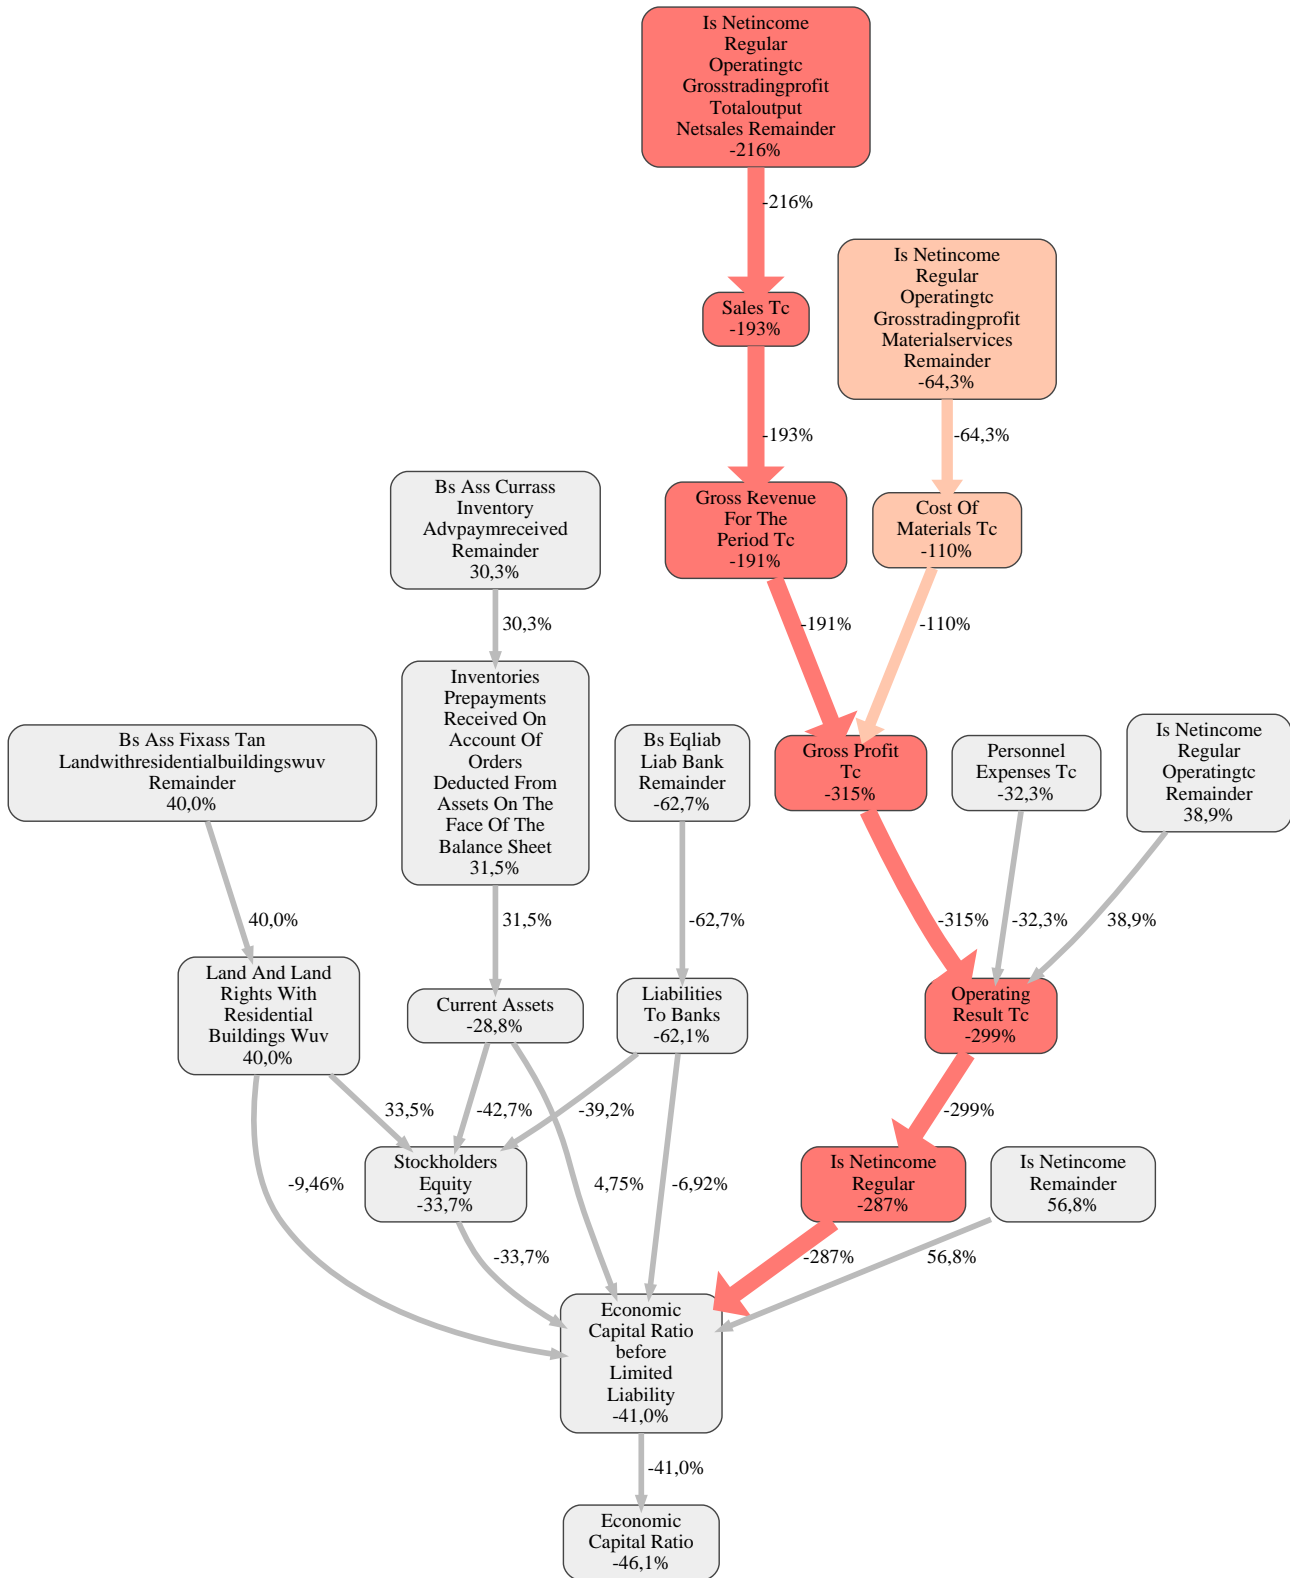 Is Netincome
Regular
Operatingtc
Grosstradingprofit
Totaloutput
Netsales Remainder
-216%
-216%
Is Netincome
Regular
Operatingtc
Grosstradingprofit
Materialservices
Remainder
-64,3%
Sales Tc
-193%
-193%
-64,3%
Bs Ass Currass
Inventory
Advpaymreceived
Remainder
30,3%
Gross Revenue
For The
Period Tc
-191%
Cost Of
Materials Tc
-110%
30,3%
-191%
-110%
Inventories
Prepayments
Received On
Account Of
Orders
Deducted From
Assets On The
Face Of The
Balance Sheet
31,5%
Bs Ass Fixass Tan
Landwithresidentialbuildingswuv
Remainder
40,0%
Bs Eqliab
Liab Bank
Remainder
-62,7%
Gross Profit
Tc
-315%
Personnel
Expenses Tc
-32,3%
Is Netincome
Regular
Operatingtc
Remainder
38,9%
40,0%
31,5%
-62,7%
-315%
-32,3%
38,9%
Land And Land
Rights With
Residential
Buildings Wuv
40,0%
Current Assets
-28,8%
Liabilities
To Banks
-62,1%
Operating
Result Tc
-299%
33,5%
-42,7%
-39,2%
-299%
Stockholders
Equity
-33,7%
Is Netincome
Regular
-287%
Is Netincome
Remainder
56,8%
-9,46%
4,75%
-6,92%
-33,7%
-287%
56,8%
Economic
Capital Ratio
before
Limited
Liability
-41,0%
-41,0%
Economic
Capital Ratio
-46,1%